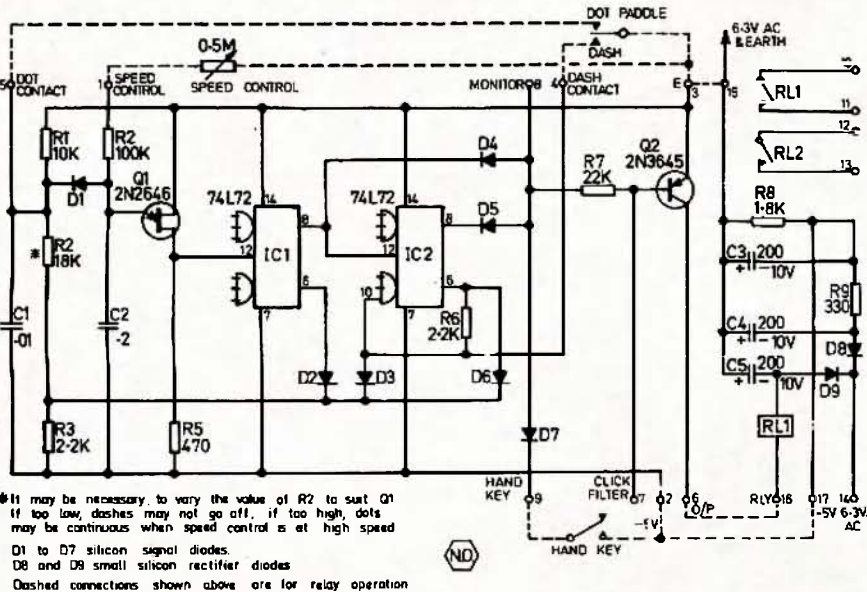 DOT PADDLE
DASH
0·5M
SPEED CONTROL
6·3V AC
& EARTH
5 DOT CONTACT
1 SPEED CONTROL
MONITOR 8
4 DASH CONTACT
E
3
15
RL1
11
12
RL2
13
R1
10K
R2
100K
Q1
2N2646
D1
*
R2
18K
C1
·01
C2
·2
R3
2·2K
R5
470
74L72
14
8
12
IC1
6
7
D2
74L72
14
8
12
IC2
10
6
7
D3
R6
2·2K
D6
D4
D5
D7
R7
22K
Q2
2N3645
R8
1·8K
C3
200
+ − 10V
C4
200
+ − 10V
C5
200
+ − 10V
R9
330
D8
D9
RL1
HAND KEY
9
CLICK FILTER
7
2
-5V
6
O/P
RLY 16
17
-5V
14
6·3V
AC
HAND KEY
ND
* It may be necessary to vary the value of R2 to suit Q1
If too low, dashes may not go off, if too high, dots
may be continuous when speed control is at high speed
D1 to D7 silicon signal diodes.
D8 and D9 small silicon rectifier diodes
Dashed connections shown above are for relay operation